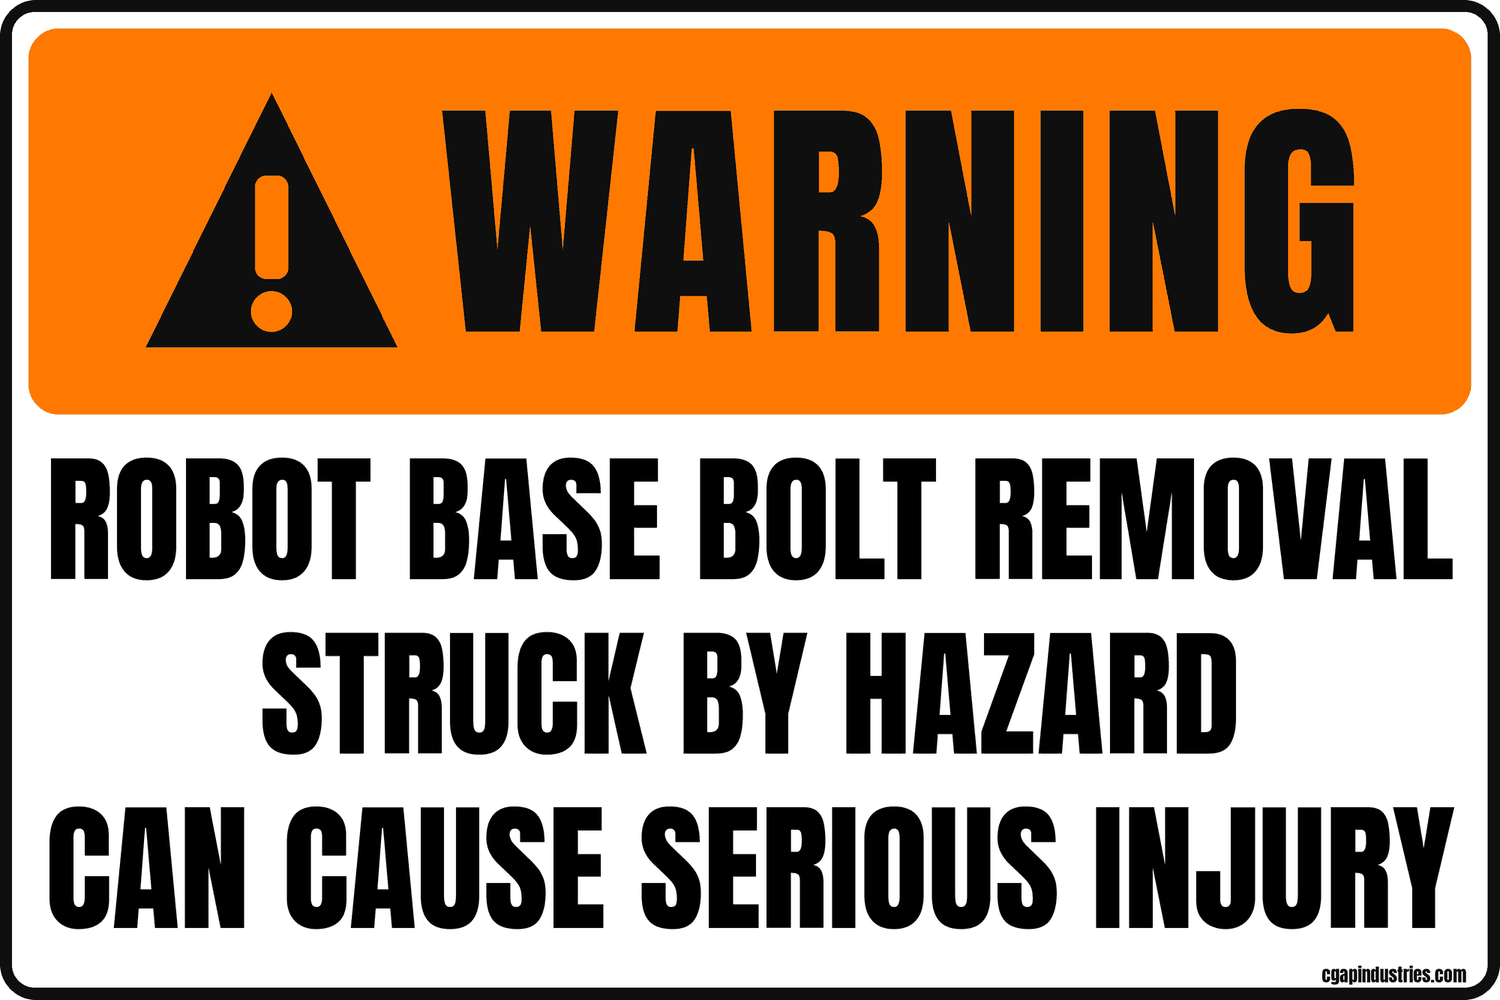 WARNING
ROBOT BASE BOLT REMOVAL
STRUCK BY HAZARD
CAN CAUSE SERIOUS INJURY
cgapindustries.com